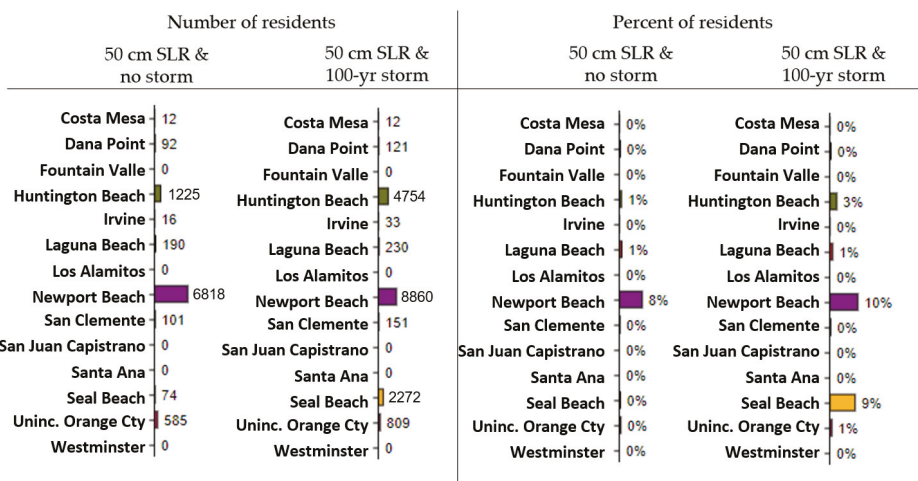 Number of residents
Percent of residents
50 cm SLR &
no storm
50 cm SLR &
100-yr storm
50 cm SLR &
no storm
50 cm SLR &
100-yr storm
Costa Mesa 12
Dana Point 92
Fountain Valle 0
Huntington Beach 1225
Irvine 16
Laguna Beach 190
Los Alamitos 0
Newport Beach 6818
San Clemente 101
San Juan Capistrano 0
Santa Ana 0
Seal Beach 74
Uninc. Orange Cty 585
Westminster 0
Costa Mesa 12
Dana Point 121
Fountain Valle 0
Huntington Beach 4754
Irvine 33
Laguna Beach 230
Los Alamitos 0
Newport Beach 8860
San Clemente 151
San Juan Capistrano 0
Santa Ana 0
Seal Beach 2272
Uninc. Orange Cty 809
Westminster 0
Costa Mesa 0%
Dana Point 0%
Fountain Valle 0%
Huntington Beach 1%
Irvine 0%
Laguna Beach 1%
Los Alamitos 0%
Newport Beach 8%
San Clemente 0%
San Juan Capistrano 0%
Santa Ana 0%
Seal Beach 0%
Uninc. Orange Cty 0%
Westminster 0%
Costa Mesa 0%
Dana Point 0%
Fountain Valle 0%
Huntington Beach 3%
Irvine 0%
Laguna Beach 1%
Los Alamitos 0%
Newport Beach 10%
San Clemente 0%
San Juan Capistrano 0%
Santa Ana 0%
Seal Beach 9%
Uninc. Orange Cty 1%
Westminster 0%